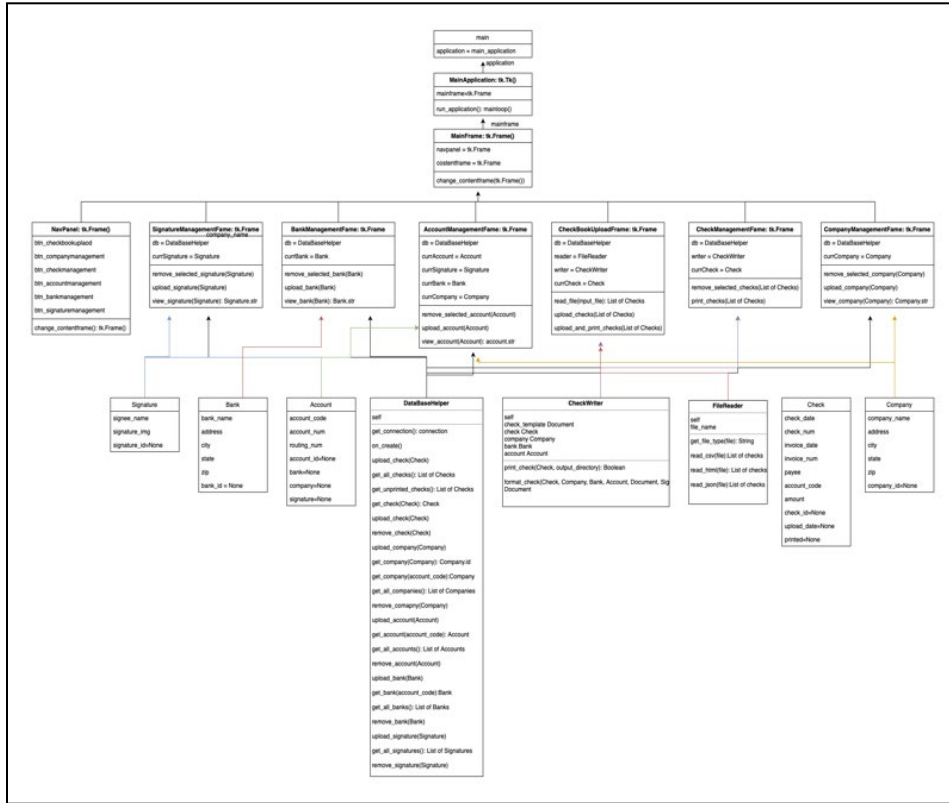 main
application = main_application
application
MainApplication: tk.Tk()
mainframe=tk.Frame
run_application(): mainloop()
mainframe
MainFrame: tk.Frame()
navpanel = tk.Frame
costentframe = tk.Frame
change_contentframe(tk.Frame())
NavPanel: tk.Frame()
btn_checkbookuplaod
btn_companymanagement
btn_checkmanagement
btn_accountmanagement
btn_bankmanagement
btn_signaturemanagement
change_contentframe(): tk.Frame()
SignatureManagementFame: tk.Frame
company_name
db = DataBaseHelper
currSignature = Signature
remove_selected_signature(Signature)
upload_signature(Signature)
view_signature(Signature): Signature.str
BankManagementFame: tk.Frame
db = DataBaseHelper
currBank = Bank
remove_selected_bank(Bank)
upload_bank(Bank)
view_bank(Bank): Bank.str
AccountManagementFame: tk.Frame
db = DataBaseHelper
currAccount = Account
currSignature = Signature
currBank = Bank
currCompany = Company
remove_selected_account(Account)
upload_account(Account)
view_account(Account): account.str
CheckBookUploadFrame: tk.Frame
db = DataBaseHelper
reader = FileReader
writer = CheckWriter
currCheck = Check
read_file(input_file): List of Checks
upload_checks(List of Checks)
upload_and_print_checks(List of Checks)
CheckManagementFame: tk.Frame
db = DataBaseHelper
writer = CheckWriter
currCheck = Check
remove_selected_checks(List of Checks)
print_checks(List of Checks)
CompanyManagementFame: tk.Frame
db = DataBaseHelper
currCompany = Company
remove_selected_company(Company)
upload_company(Company)
view_company(Company): Company.str
Signature
signee_name
signature_img
signature_id=None
Bank
bank_name
address
city
state
zip
bank_id = None
Account
account_code
account_num
routing_num
account_id=None
bank=None
company=None
signature=None
DataBaseHelper
self
get_connection(): connection
on_create()
upload_check(Check)
get_all_checks(): List of Checks
get_unprinted_checks(): List of Checks
get_check(Check): Check
upload_check(Check)
remove_check(Check)
upload_company(Company)
get_company(Company): Company.id
get_company(account_code):Company
get_all_companies(): List of Companies
remove_comapny(Company)
upload_account(Account)
get_account(account_code): Account
get_all_accounts(): List of Accounts
remove_account(Account)
upload_bank(Bank)
get_bank(account_code):Bank
get_all_banks(): List of Banks
remove_bank(Bank)
upload_signature(Signature)
get_all_signatures(): List of Signatures
remove_signature(Signature)
CheckWriter
self
check_template Document
check Check
company Company
bank Bank
account Account
print_check(Check, output_directory): Boolean
format_check(Check, Company, Bank, Account, Document, Sig
Document
FileReader
self
file_name
get_file_type(file): String
read_csv(file):List of checks
read_html(file): List of checks
read_json(file):List of checks
Check
check_date
check_num
invoice_date
invoice_num
payee
account_code
amount
check_id=None
upload_date=None
printed=None
Company
company_name
address
city
state
zip
company_id=None